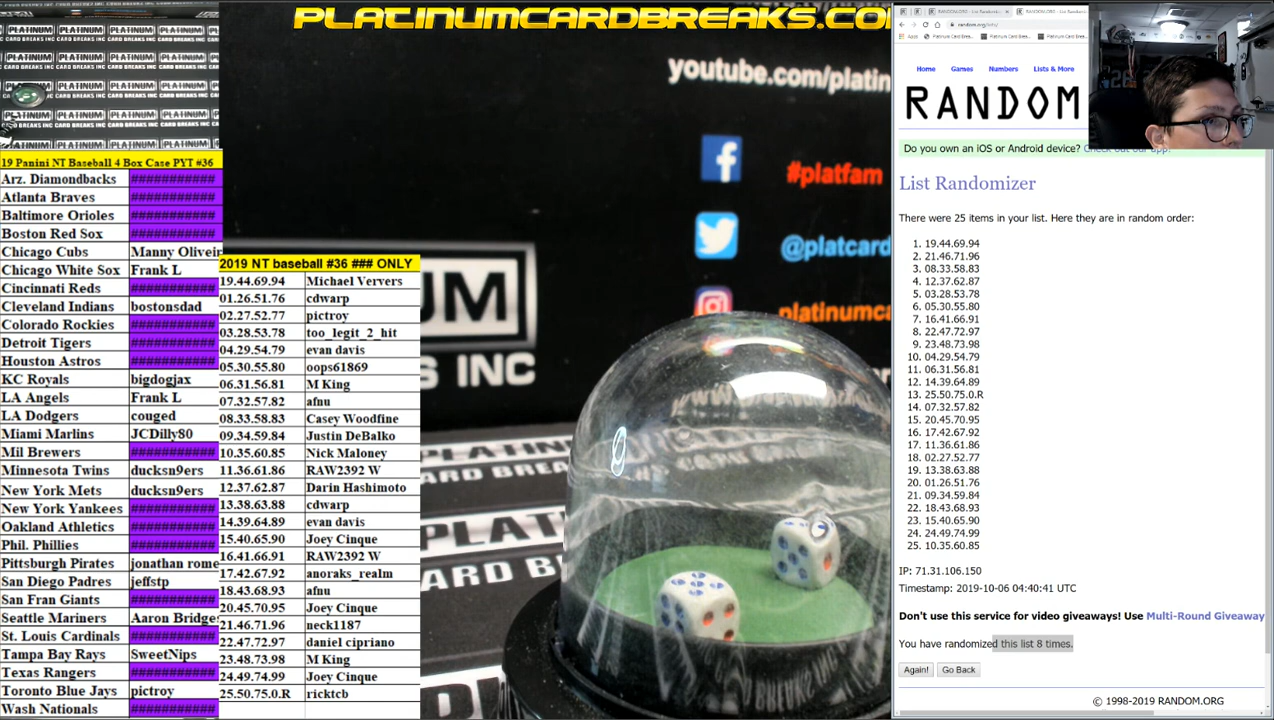 PLATINUMCARDBREAKS.CO
youtube.com/platin
#platfam
@platcard
platinumc
UM
BREAKS INC
19 Panini NT Baseball 4 Box Case PYT #36
Arz. Diamondbacks ###########
Atlanta Braves ###########
Baltimore Orioles ###########
Boston Red Sox ###########
Chicago Cubs Manny Oliveir
Chicago White Sox Frank L
Cincinnati Reds ###########
Cleveland Indians bostonsdad
Colorado Rockies ###########
Detroit Tigers ###########
Houston Astros ###########
KC Royals bigdogjax
LA Angels Frank L
LA Dodgers couged
Miami Marlins JCDilly80
Mil Brewers ###########
Minnesota Twins ducksn9ers
New York Mets ducksn9ers
New York Yankees ###########
Oakland Athletics ###########
Phil. Phillies ###########
Pittsburgh Pirates jonathan rome
San Diego Padres jeffstp
San Fran Giants ###########
Seattle Mariners Aaron Bridges
St. Louis Cardinals ###########
Tampa Bay Rays SweetNips
Texas Rangers ###########
Toronto Blue Jays pictroy
Wash Nationals ###########
2019 NT baseball #36 ### ONLY
19.44.69.94 Michael Ververs
01.26.51.76 cdwarp
02.27.52.77 pictroy
03.28.53.78 too_legit_2_hit
04.29.54.79 evan davis
05.30.55.80 oops61869
06.31.56.81 M King
07.32.57.82 afnu
08.33.58.83 Casey Woodfine
09.34.59.84 Justin DeBalko
10.35.60.85 Nick Maloney
11.36.61.86 RAW2392 W
12.37.62.87 Darin Hashimoto
13.38.63.88 cdwarp
14.39.64.89 evan davis
15.40.65.90 Joey Cinque
16.41.66.91 RAW2392 W
17.42.67.92 anoraks_realm
18.43.68.93 afnu
20.45.70.95 Joey Cinque
21.46.71.96 neck1187
22.47.72.97 daniel cipriano
23.48.73.98 M King
24.49.74.99 Joey Cinque
25.50.75.0.R ricktcb
random.org/lists/
Home Games Numbers Lists & More
RANDOM
Do you own an iOS or Android device? Check out our app!
List Randomizer
There were 25 items in your list. Here they are in random order:
1. 19.44.69.94
2. 21.46.71.96
3. 08.33.58.83
4. 12.37.62.87
5. 03.28.53.78
6. 05.30.55.80
7. 16.41.66.91
8. 22.47.72.97
9. 23.48.73.98
10. 04.29.54.79
11. 06.31.56.81
12. 14.39.64.89
13. 25.50.75.0.R
14. 07.32.57.82
15. 20.45.70.95
16. 17.42.67.92
17. 11.36.61.86
18. 02.27.52.77
19. 13.38.63.88
20. 01.26.51.76
21. 09.34.59.84
22. 18.43.68.93
23. 15.40.65.90
24. 24.49.74.99
25. 10.35.60.85
IP: 71.31.106.150
Timestamp: 2019-10-06 04:40:41 UTC
Don't use this service for video giveaways! Use Multi-Round Giveaway
You have randomized this list 8 times.
Again! Go Back
© 1998-2019 RANDOM.ORG